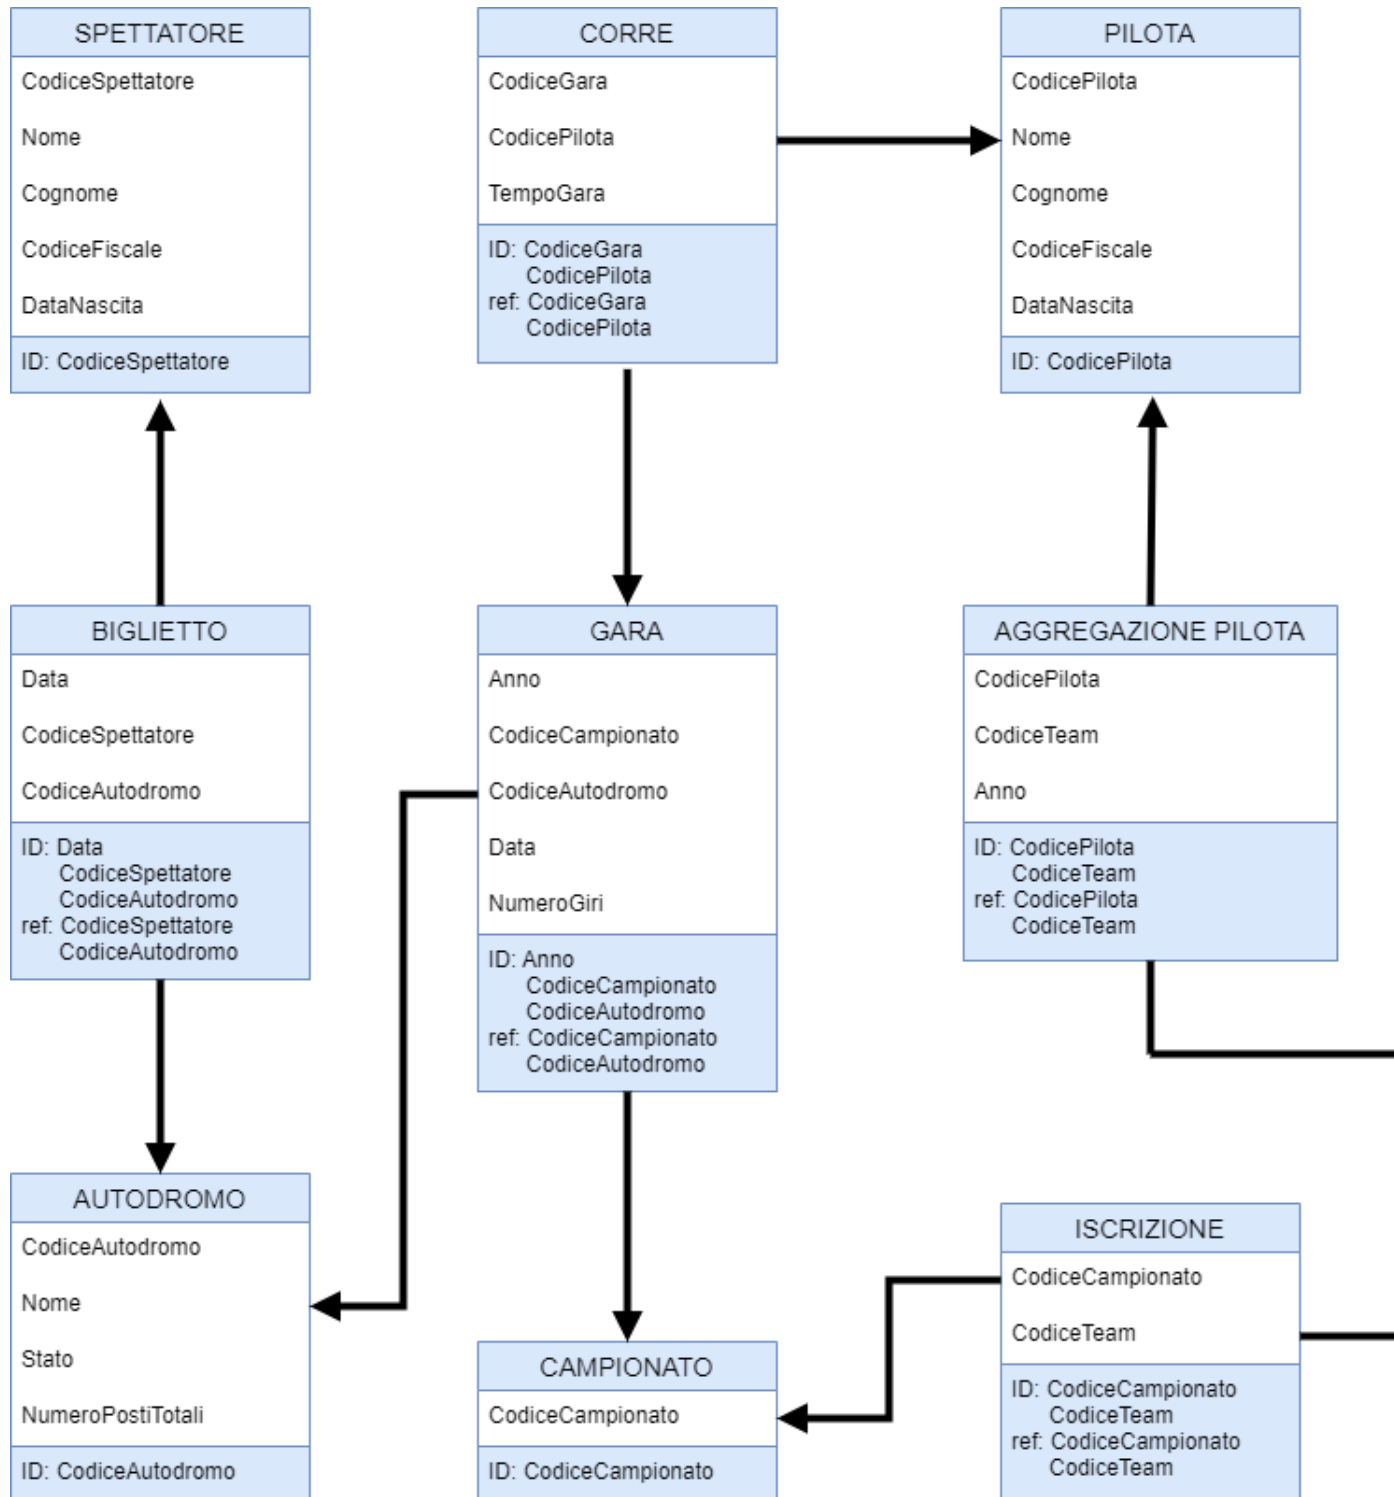 SPETTATORE
CodiceSpettatore
Nome
Cognome
CodiceFiscale
DataNascita
ID: CodiceSpettatore
CORRE
CodiceGara
CodicePilota
TempoGara
ID: CodiceGara
CodicePilota
ref: CodiceGara
CodicePilota
PILOTA
CodicePilota
Nome
Cognome
CodiceFiscale
DataNascita
ID: CodicePilota
BIGLIETTO
Data
CodiceSpettatore
CodiceAutodromo
ID: Data
CodiceSpettatore
CodiceAutodromo
ref: CodiceSpettatore
CodiceAutodromo
GARA
Anno
CodiceCampionato
CodiceAutodromo
Data
NumeroGiri
ID: Anno
CodiceCampionato
CodiceAutodromo
ref: CodiceCampionato
CodiceAutodromo
AGGREGAZIONE PILOTA
CodicePilota
CodiceTeam
Anno
ID: CodicePilota
CodiceTeam
ref: CodicePilota
CodiceTeam
AUTODROMO
CodiceAutodromo
Nome
Stato
NumeroPostiTotali
ID: CodiceAutodromo
CAMPIONATO
CodiceCampionato
ID: CodiceCampionato
ISCRIZIONE
CodiceCampionato
CodiceTeam
ID: CodiceCampionato
CodiceTeam
ref: CodiceCampionato
CodiceTeam